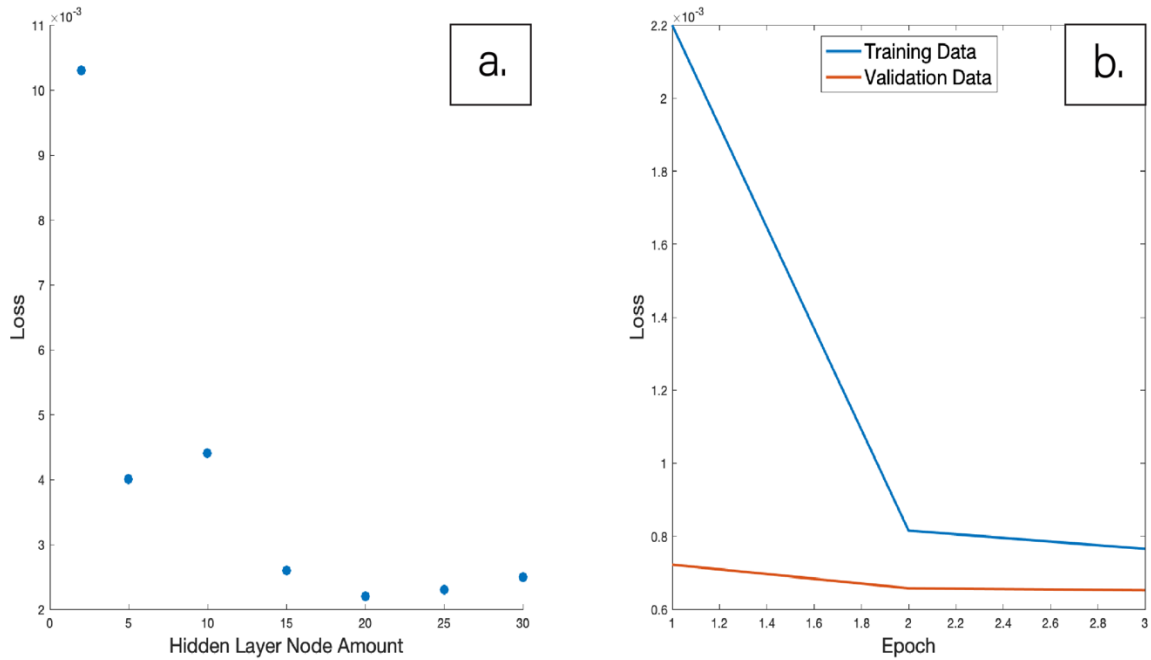 ×10⁻³
11
10
9
8
7
6
5
4
3
2
0 5 10 15 20 25 30
Loss
Hidden Layer Node Amount
a.
×10⁻³
2.2
2
1.8
1.6
1.4
1.2
1
0.8
0.6
1 1.2 1.4 1.6 1.8 2 2.2 2.4 2.6 2.8 3
Loss
Epoch
Training Data
Validation Data
b.